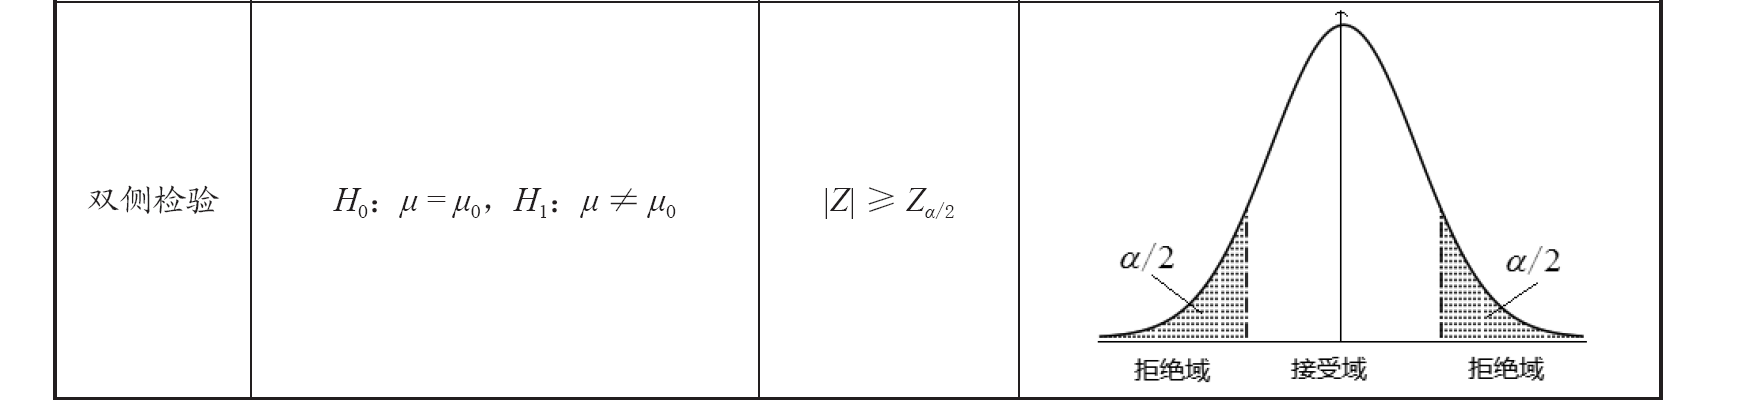 双侧检验
H₀：μ = μ₀，H₁：μ ≠ μ₀
|Z| ≥ Zα/2
α/2
α/2
拒绝域 接受域 拒绝域